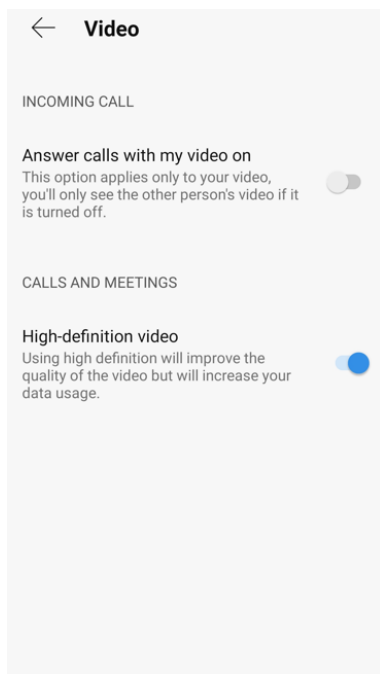 Video
INCOMING CALL
Answer calls with my video on
This option applies only to your video,
you'll only see the other person's video if it
is turned off.
CALLS AND MEETINGS
High-definition video
Using high definition will improve the
quality of the video but will increase your
data usage.